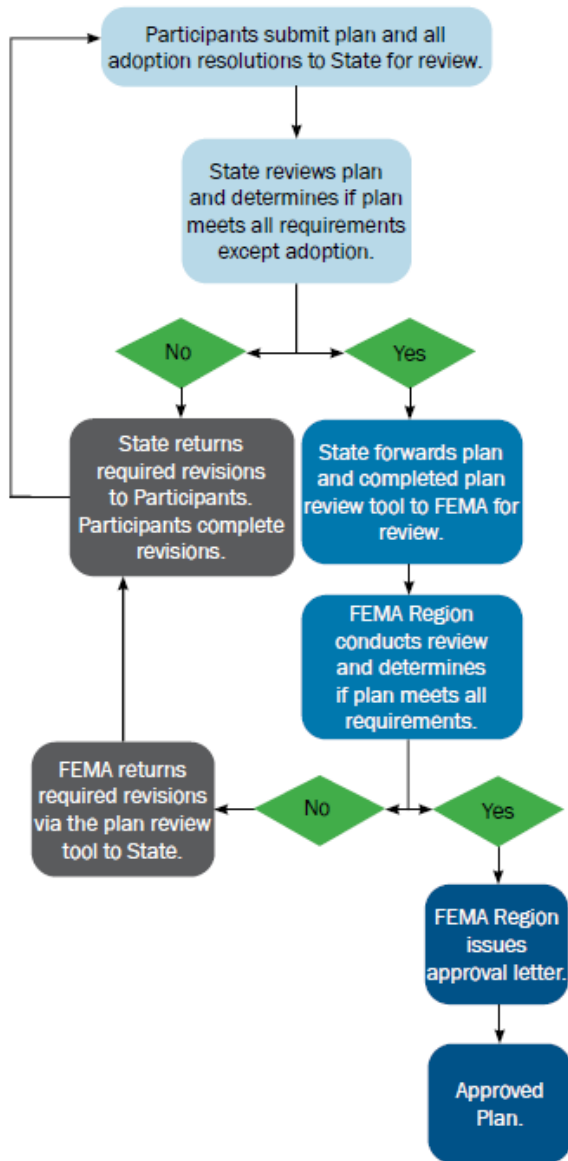 Participants submit plan and all
adoption resolutions to State for review.
State reviews plan
and determines if plan
meets all requirements
except adoption.
No
Yes
State returns
required revisions
to Participants.
Participants complete
revisions.
State forwards plan
and completed plan
review tool to FEMA for
review.
FEMA Region
conducts review
and determines
if plan meets all
requirements.
FEMA returns
required revisions
via the plan review
tool to State.
No
Yes
FEMA Region
issues
approval letter.
Approved
Plan.